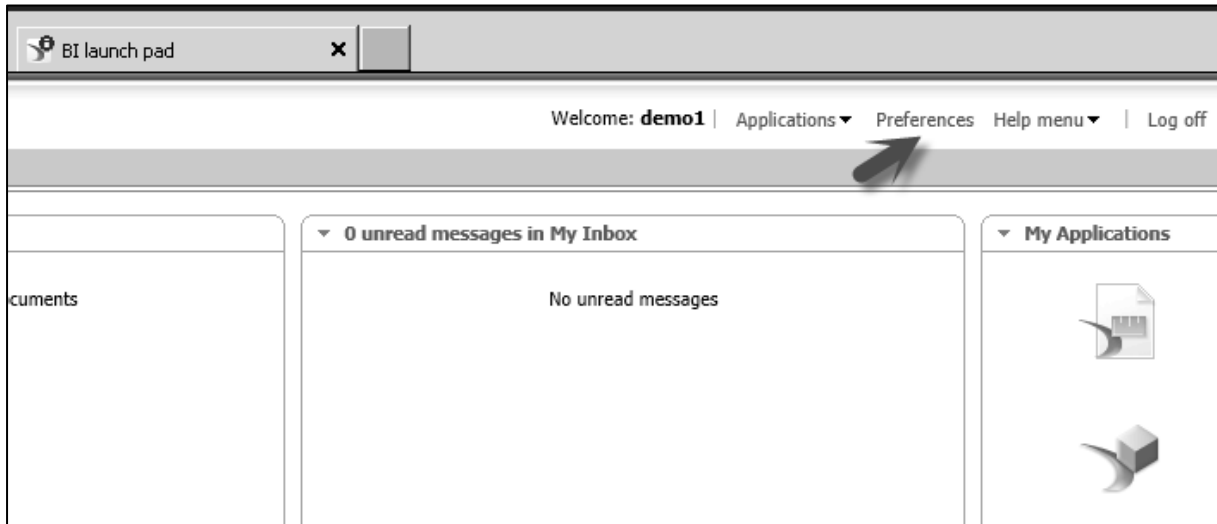 BI launch pad
Welcome: demo1 | Applications Preferences Help menu | Log off
0 unread messages in My Inbox
My Applications
cuments
No unread messages